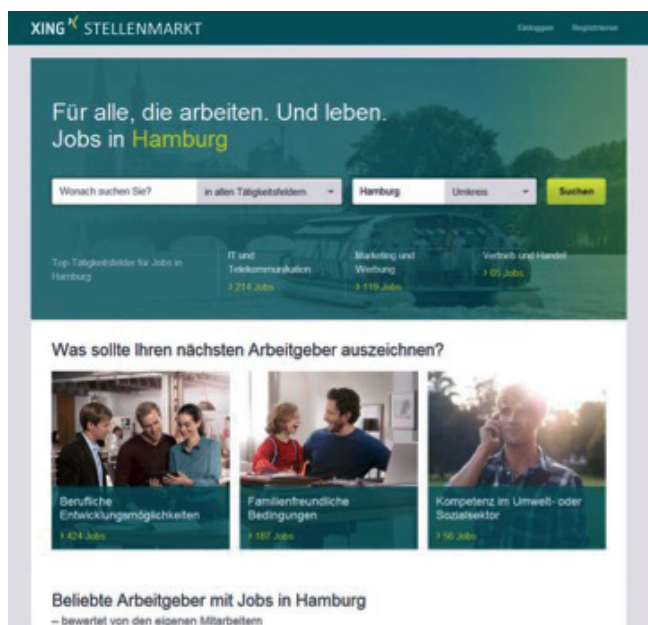 XING STELLENMARKT
Einloggen Registrieren
Für alle, die arbeiten. Und leben.
Jobs in Hamburg
Wonach suchen Sie? in allen Tätigkeitsfeldern Hamburg Umkreis Suchen
Top-Tätigkeitsfelder für Jobs in
Hamburg
IT und
Telekommunikation
> 214 Jobs
Marketing und
Werbung
> 119 Jobs
Vertrieb und Handel
Jobs
Was sollte Ihren nächsten Arbeitgeber auszeichnen?
Berufliche
Entwicklungsmöglichkeiten
> 424 Jobs
Familienfreundliche
Bedingungen
> 187 Jobs
Kompetenz im Umwelt- oder
Sozialsektor
> 56 Jobs
Beliebte Arbeitgeber mit Jobs in Hamburg
– bewertet von den eigenen Mitarbeitern